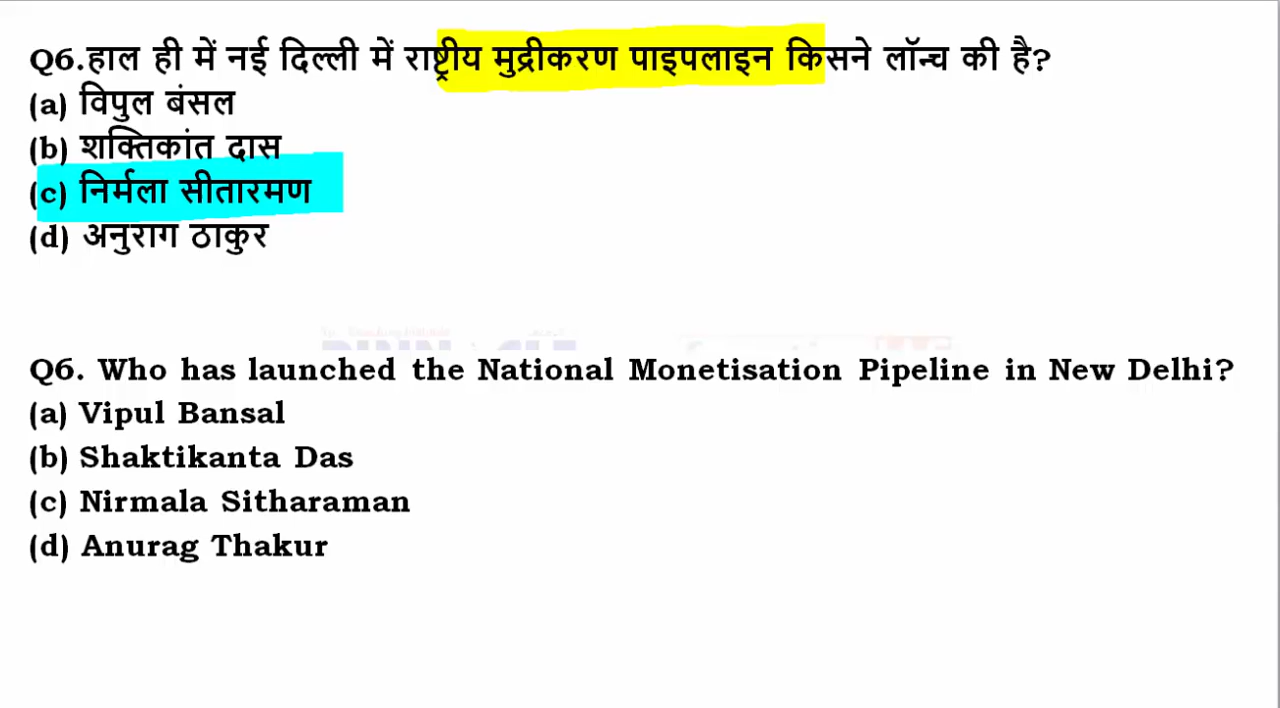 Q6.हाल ही में नई दिल्ली में राष्ट्रीय मुद्रीकरण पाइपलाइन किसने लॉन्च की है?
(a) विपुल बंसल
(b) शक्तिकांत दास
(c) निर्मला सीतारमण
(d) अनुराग ठाकुर
Q6. Who has launched the National Monetisation Pipeline in New Delhi?
(a) Vipul Bansal
(b) Shaktikanta Das
(c) Nirmala Sitharaman
(d) Anurag Thakur